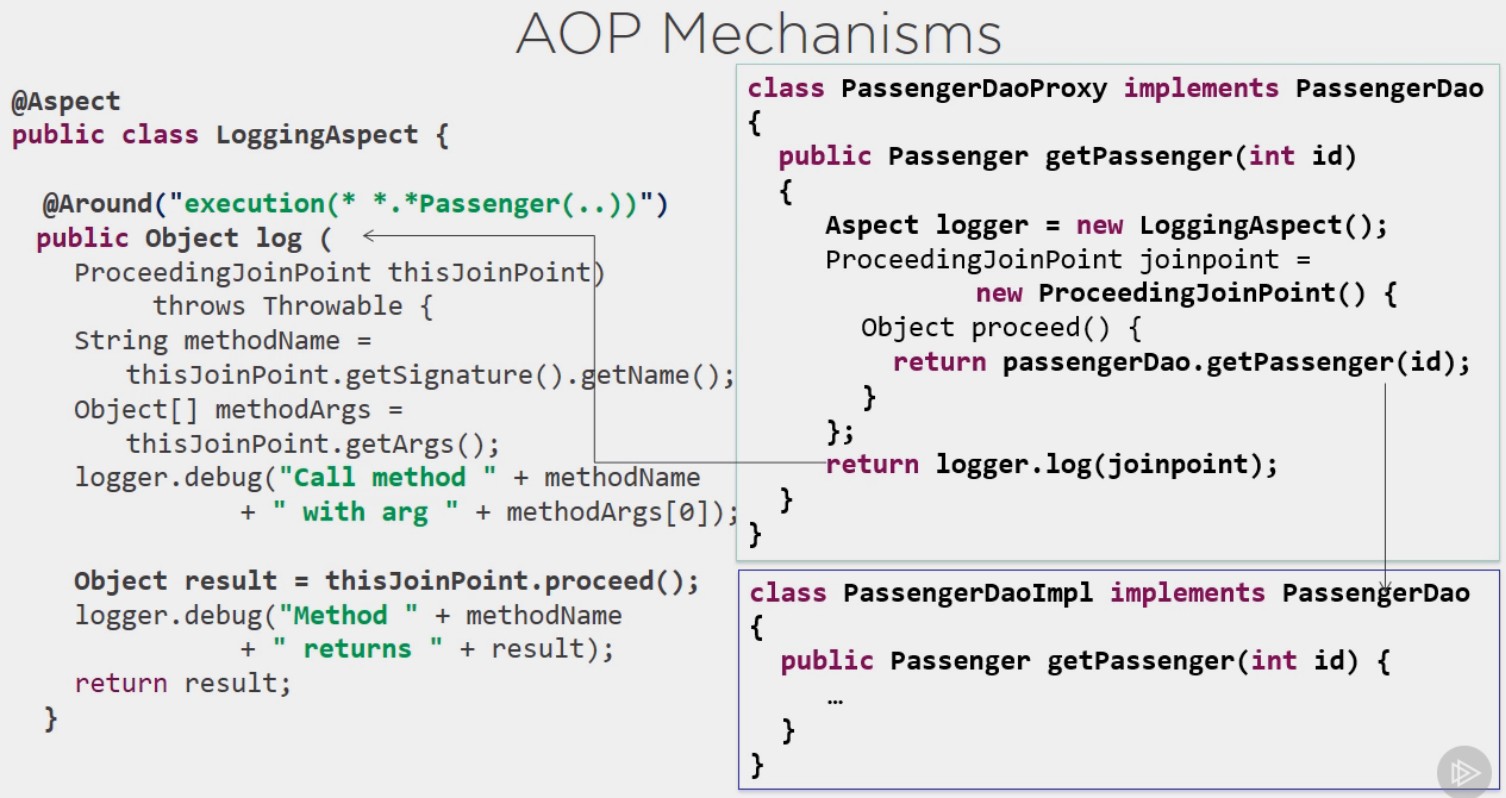 AOP Mechanisms
@Aspect
public class LoggingAspect {
@Around("execution(* *.*Passenger(..))")
public Object log (
ProceedingJoinPoint thisJoinPoint)
throws Throwable {
String methodName =
thisJoinPoint.getSignature().getName();
Object[] methodArgs =
thisJoinPoint.getArgs();
logger.debug("Call method " + methodName
+ " with arg " + methodArgs[0]);
Object result = thisJoinPoint.proceed();
logger.debug("Method " + methodName
+ " returns " + result);
return result;
}
class PassengerDaoProxy implements PassengerDao
{
public Passenger getPassenger(int id)
{
Aspect logger = new LoggingAspect();
ProceedingJoinPoint joinpoint =
new ProceedingJoinPoint() {
Object proceed() {
return passengerDao.getPassenger(id);
}
};
return logger.log(joinpoint);
}
}
class PassengerDaoImpl implements PassengerDao
{
public Passenger getPassenger(int id) {
…
}
}